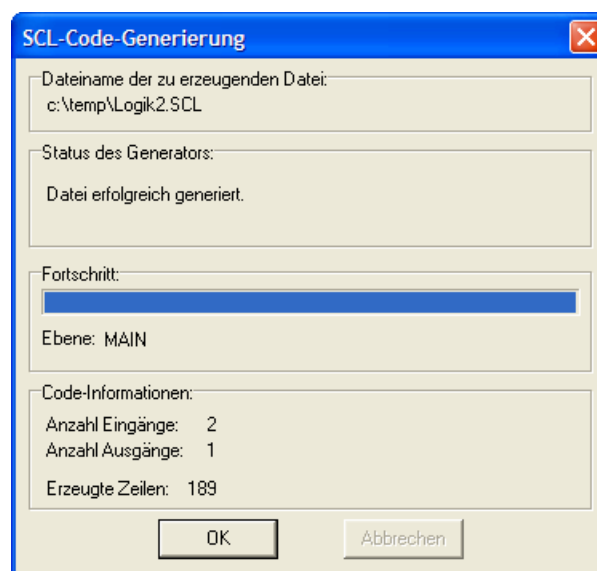 SCL-Code-Generierung
Dateiname der zu erzeugenden Datei:
c:\temp\Logik2.SCL
Status des Generators:
Datei erfolgreich generiert.
Fortschritt:
Ebene: MAIN
Code-Informationen:
Anzahl Eingänge: 2
Anzahl Ausgänge: 1
Erzeugte Zeilen: 189
OK Abbrechen